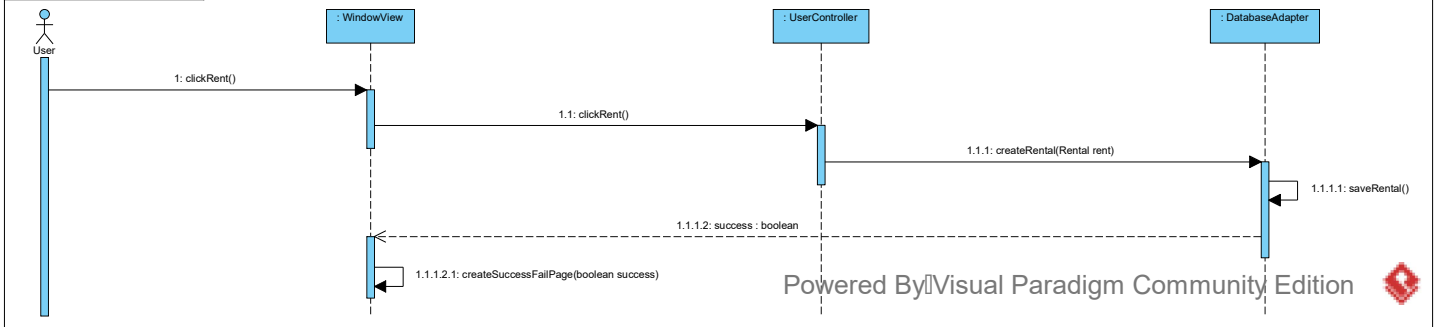 : WindowView
: UserController
: DatabaseAdapter
User
1: clickRent()
1.1: clickRent()
1.1.1: createRental(Rental rent)
1.1.1.1: saveRental()
1.1.1.2: success : boolean
1.1.1.2.1: createSuccessFailPage(boolean success)
Powered By Visual Paradigm Community Edition